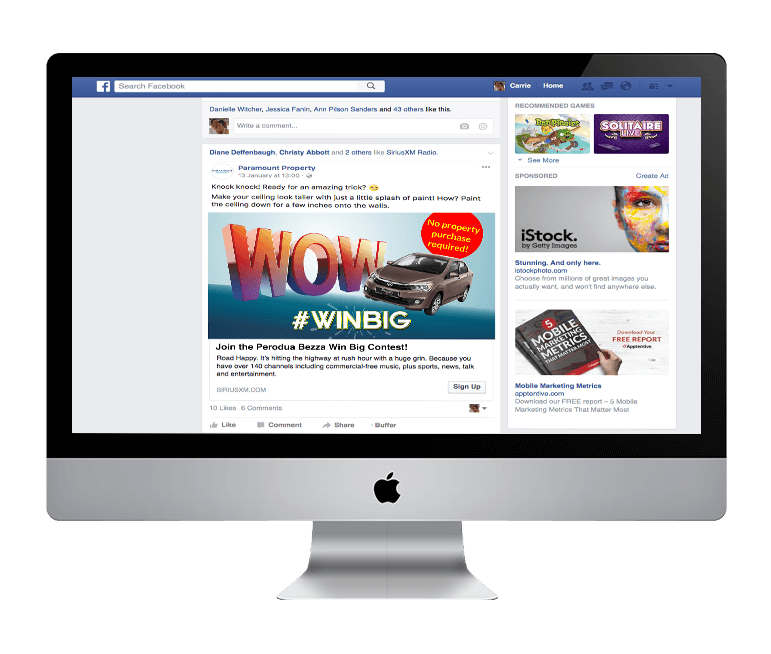 Search Facebook
Carrie Home
Danielle Witcher, Jessica Fanin, Ann Pilson Sanders and 43 others like this.
Write a comment...
Diane Deffenbaugh, Christy Abbott and 2 others like SiriusXM Radio.
Paramount Property
13 January at 13:00 ·
Knock knock! Ready for an amazing trick?
Make your ceiling look taller with just a little splash of paint! How? Paint
the ceiling down for a few inches onto the walls.
WOW
No property
purchase
required!
#WINBIG
Join the Perodua Bezza Win Big Contest!
Road Happy. It's hitting the highway at rush hour with a huge grin. Because you
have over 140 channels including commercial-free music, plus sports, news, talk
and entertainment.
SIRIUSXM.COM
Sign Up
10 Likes 6 Comments
Like Comment Share · Buffer
RECOMMENDED GAMES
SOLITAIRE
LIVE
See More
SPONSORED Create Ad
iStock.
by Getty Images
Stunning. And only here.
istockphoto.com
Choose from millions of great images you
actually want, and won't find anywhere else.
5
MOBILE
MARKETING
METRICS
THAT MATTER MOST
Download Your
FREE REPORT
Apptentive
Mobile Marketing Metrics
apptentive.com
Download our FREE report – 5 Mobile
Marketing Metrics That Matter Most